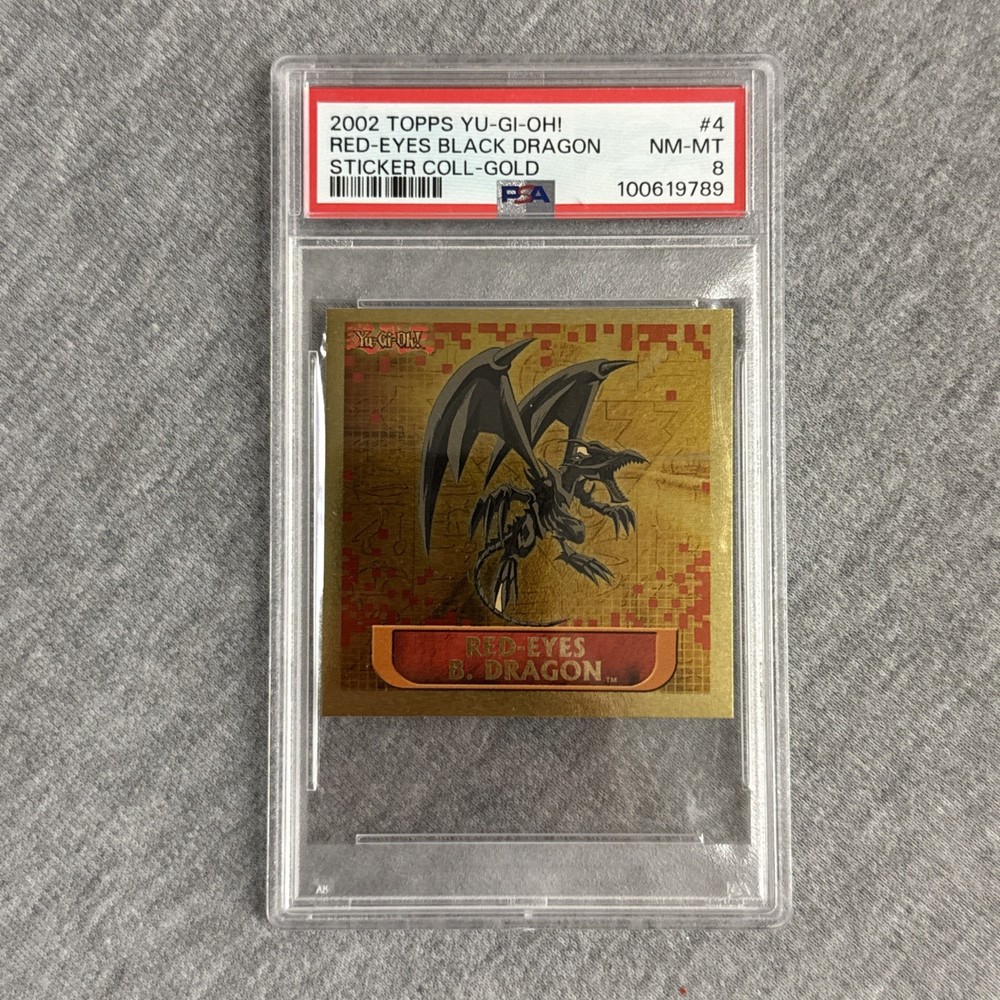 2002 TOPPS YU-GI-OH! #4
RED-EYES BLACK DRAGON NM-MT
STICKER COLL-GOLD 8
PSA 100619789
Yu-Gi-Oh!
RED-EYES
B. DRAGON™